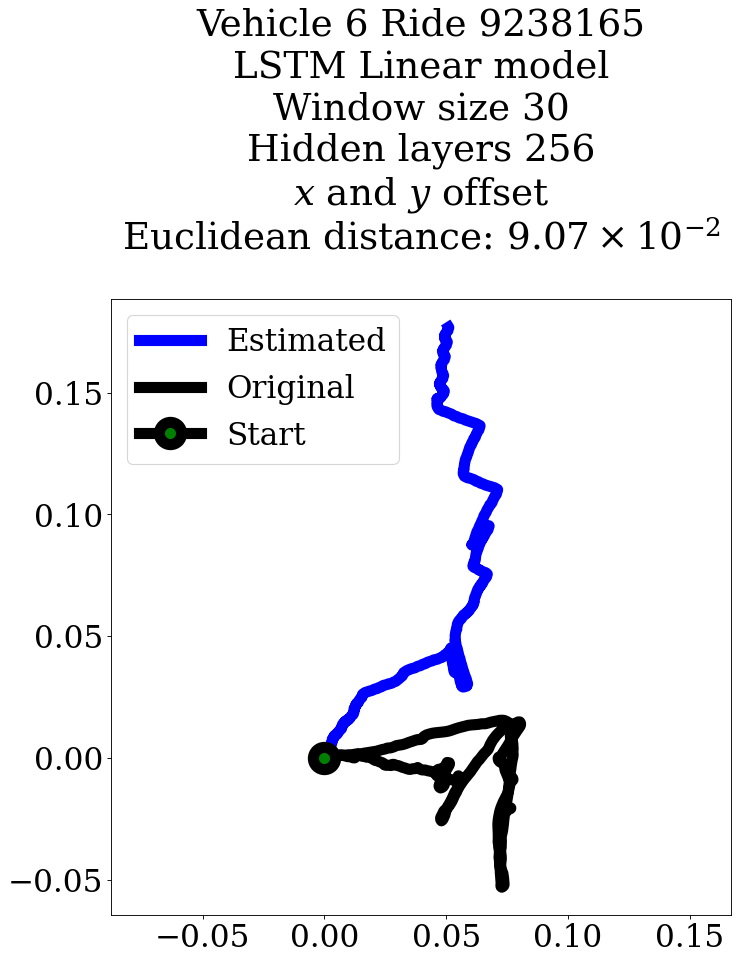 Vehicle 6 Ride 9238165
LSTM Linear model
Window size 30
Hidden layers 256
x and y offset
Euclidean distance: 9.07 × 10⁻²
Estimated
Original
Start
0.15
0.10
0.05
0.00
−0.05
−0.05 0.00 0.05 0.10 0.15